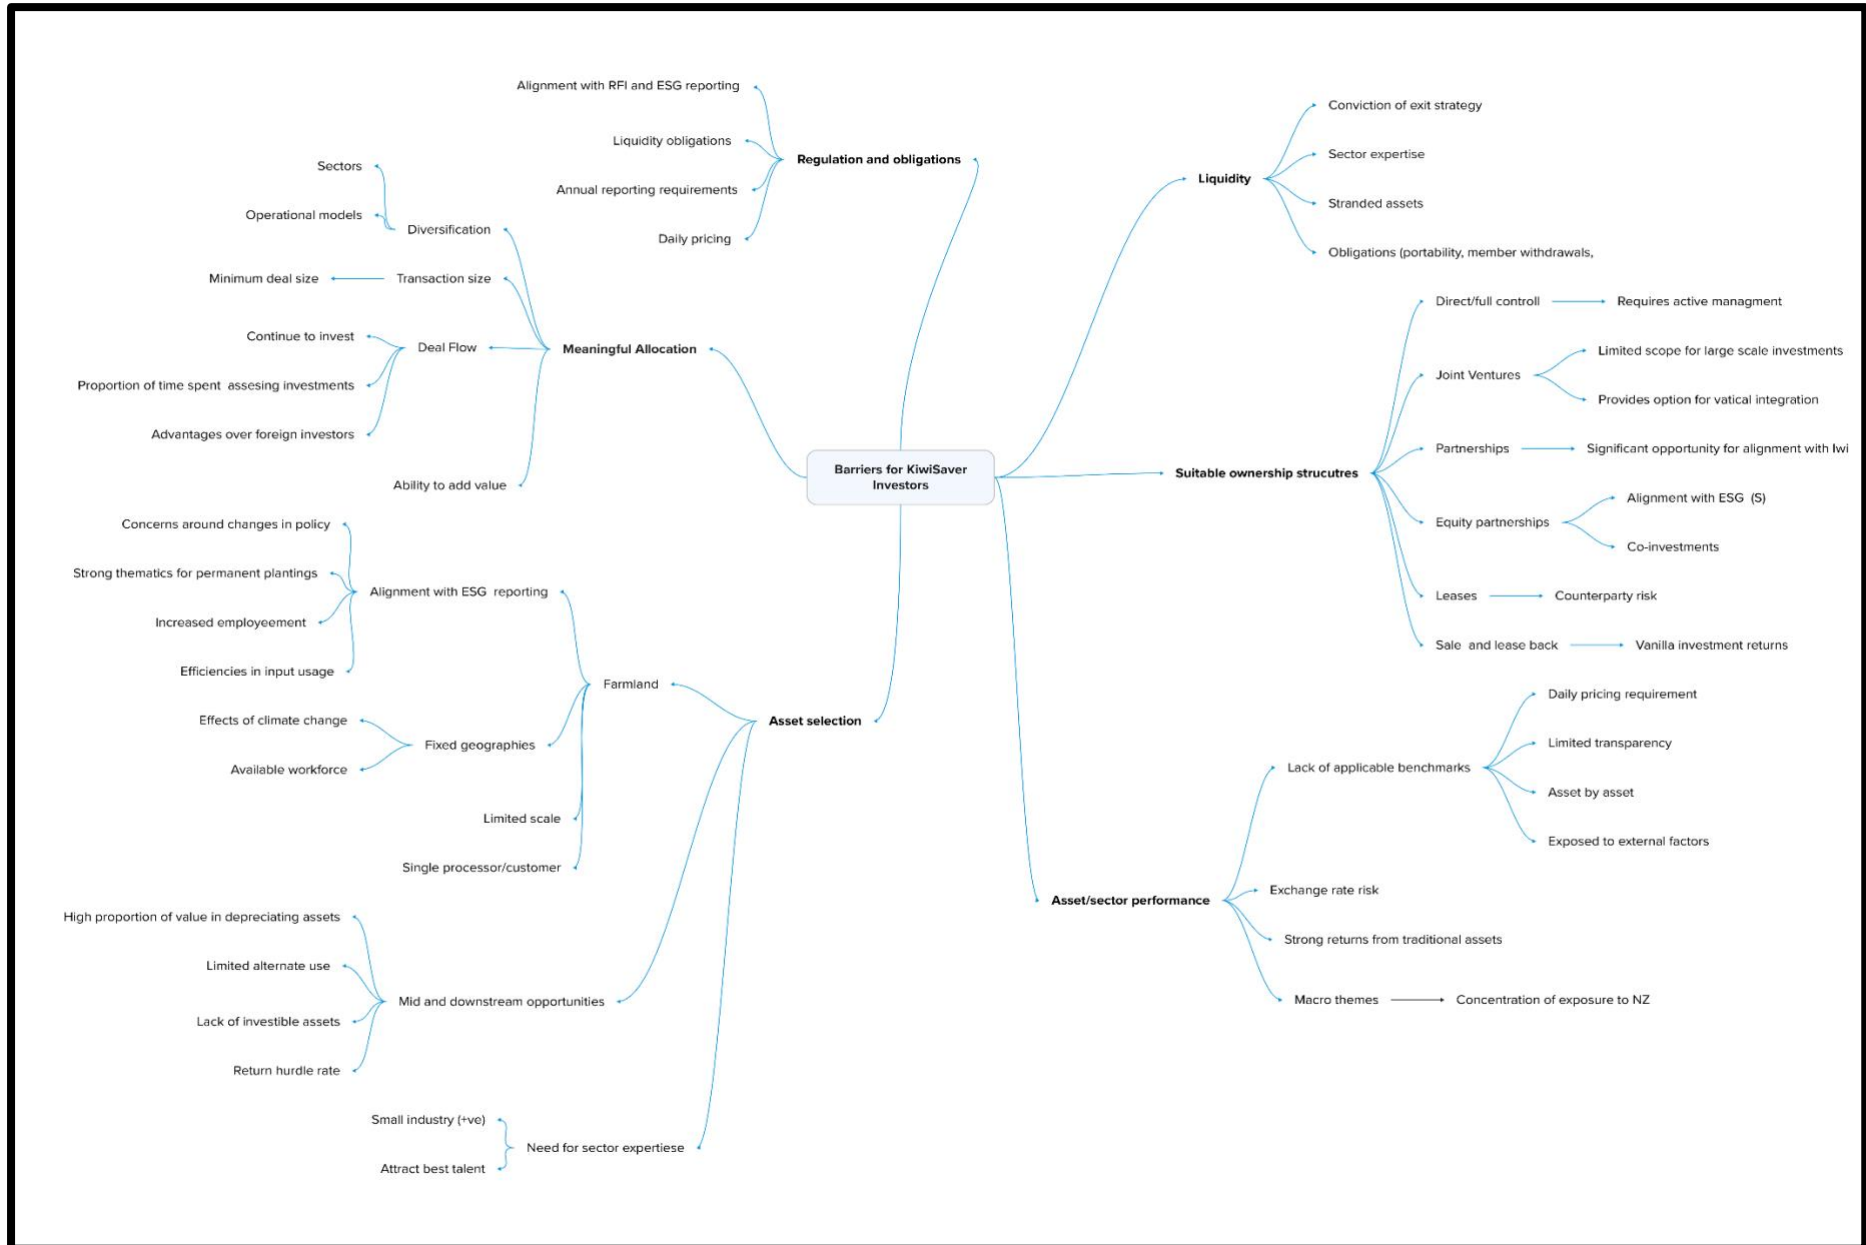 Barriers for KiwiSaver
Investors
Regulation and obligations
Alignment with RFI and ESG reporting
Liquidity obligations
Annual reporting requirements
Daily pricing
Meaningful Allocation
Diversification
Sectors
Operational models
Transaction size
Minimum deal size
Deal Flow
Continue to invest
Proportion of time spent assesing investments
Advantages over foreign investors
Ability to add value
Asset selection
Farmland
Alignment with ESG reporting
Concerns around changes in policy
Strong thematics for permanent plantings
Increased employeement
Efficiencies in input usage
Fixed geographies
Effects of climate change
Available workforce
Limited scale
Single processor/customer
Mid and downstream opportunities
High proportion of value in depreciating assets
Limited alternate use
Lack of investible assets
Return hurdle rate
Need for sector expertiese
Small industry (+ve)
Attract best talent
Liquidity
Conviction of exit strategy
Sector expertise
Stranded assets
Obligations (portability, member withdrawals,
Suitable ownership strucutres
Direct/full controll
Requires active managment
Joint Ventures
Limited scope for large scale investments
Provides option for vatical integration
Partnerships
Significant opportunity for alignment with Iwi
Equity partnerships
Alignment with ESG (S)
Co-investments
Leases
Counterparty risk
Sale and lease back
Vanilla investment returns
Asset/sector performance
Lack of applicable benchmarks
Daily pricing requirement
Limited transparency
Asset by asset
Exposed to external factors
Exchange rate risk
Strong returns from traditional assets
Macro themes
Concentration of exposure to NZ